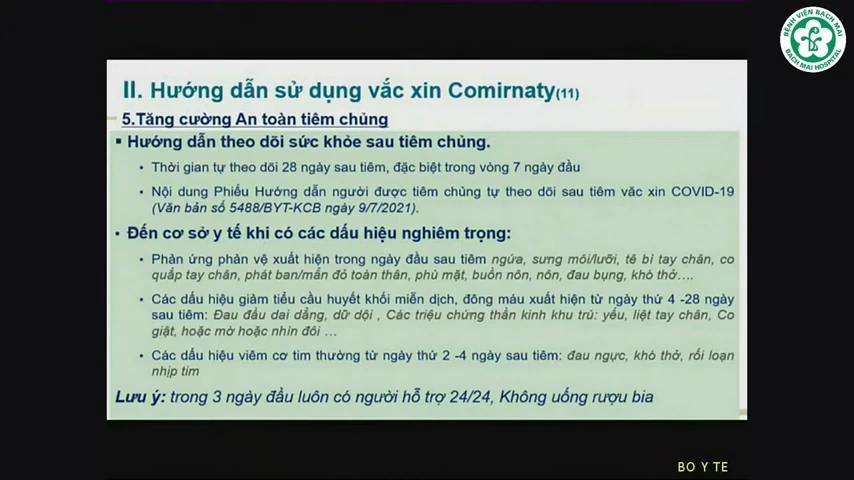 BỆNH VIỆN BẠCH MAI
BACH MAI HOSPITAL
II. Hướng dẫn sử dụng vắc xin Comirnaty(11)
5.Tăng cường An toàn tiêm chủng
▪ Hướng dẫn theo dõi sức khỏe sau tiêm chủng.
• Thời gian tự theo dõi 28 ngày sau tiêm, đặc biệt trong vòng 7 ngày đầu
• Nội dung Phiếu Hướng dẫn người được tiêm chủng tự theo dõi sau tiêm vắc xin COVID-19
(Văn bản số 5488/BYT-KCB ngày 9/7/2021).
• Đến cơ sở y tế khi có các dấu hiệu nghiêm trọng:
• Phản ứng phản vệ xuất hiện trong ngày đầu sau tiêm ngứa, sưng môi/lưỡi, tê bì tay chân, co
quắp tay chân, phát ban/mẩn đỏ toàn thân, phù mặt, buồn nôn, nôn, đau bụng, khò thở….
• Các dấu hiệu giảm tiểu cầu huyết khối miễn dịch, đông máu xuất hiện từ ngày thứ 4 -28 ngày
sau tiêm: Đau đầu dai dẳng, dữ dội , Các triệu chứng thần kinh khu trú: yếu, liệt tay chân, Co
giật, hoặc mờ hoặc nhìn đôi …
• Các dấu hiệu viêm cơ tim thường từ ngày thứ 2 -4 ngày sau tiêm: đau ngực, khó thở, rối loạn
nhịp tim
Lưu ý: trong 3 ngày đầu luôn có người hỗ trợ 24/24, Không uống rượu bia
BO Y TE